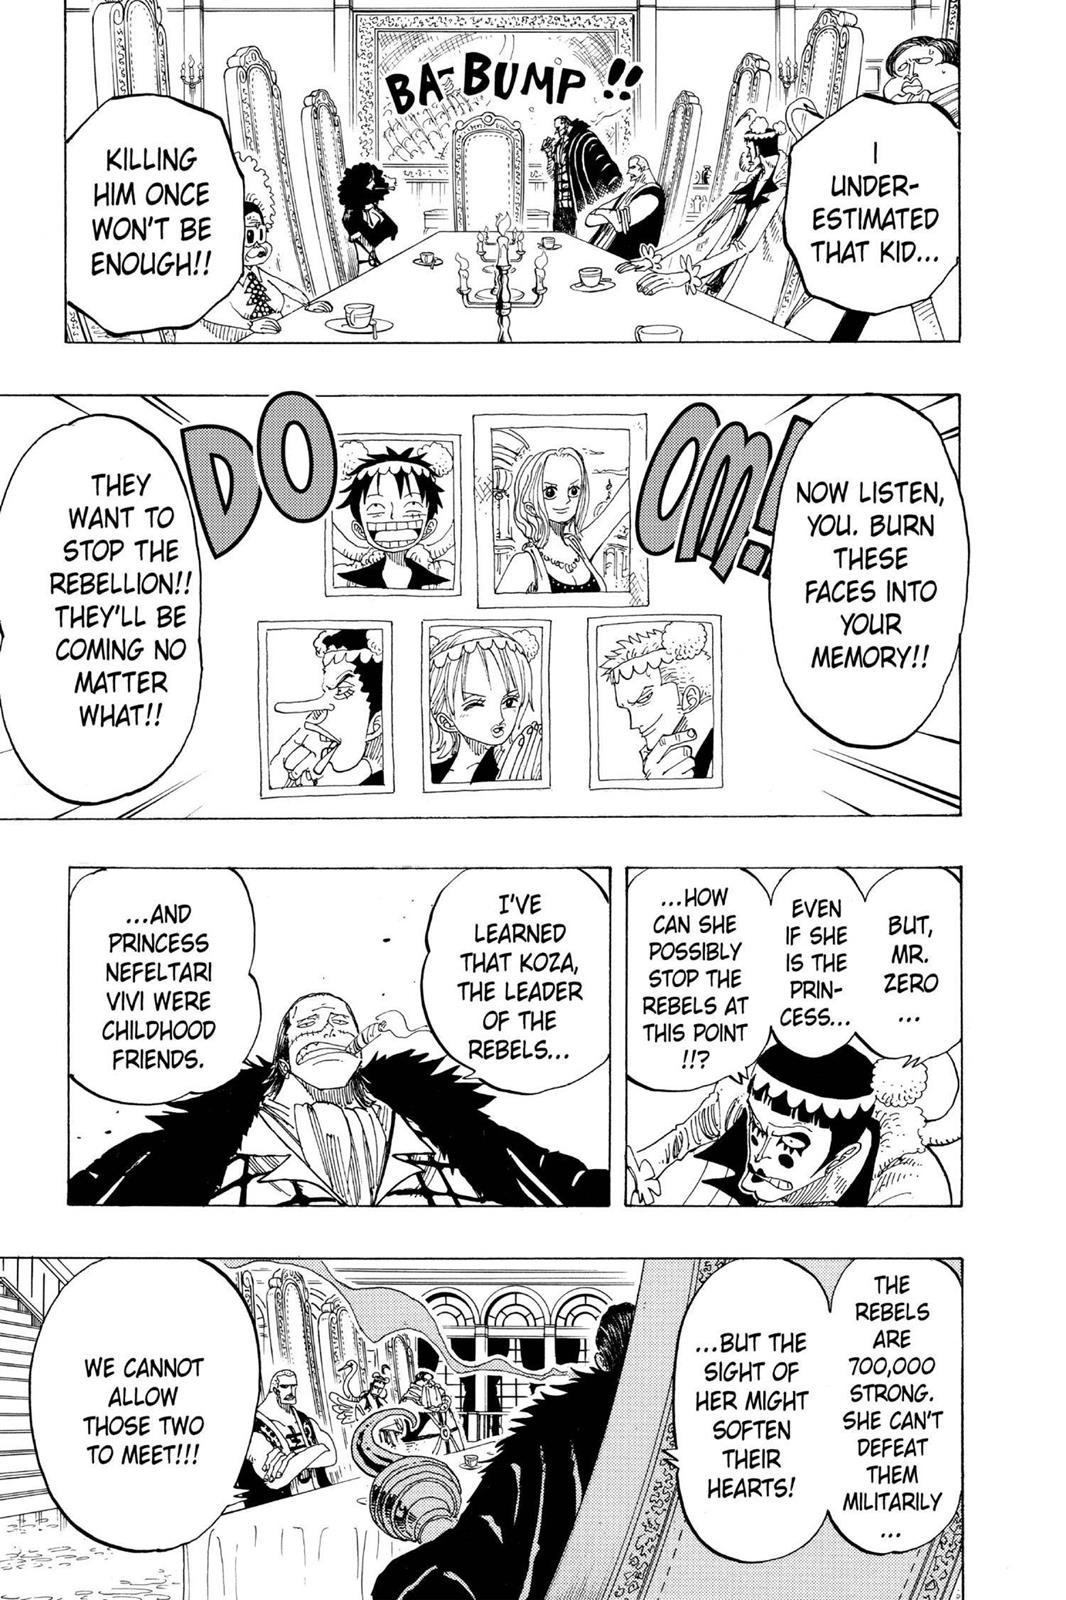 BA-BUMP!!
I
UNDER-
ESTIMATED
THAT KID...
KILLING
HIM ONCE
WON'T BE
ENOUGH!!
NOW LISTEN,
YOU. BURN
THESE
FACES INTO
YOUR
MEMORY!!
DOOM!!
THEY
WANT TO
STOP THE
REBELLION!!
THEY'LL BE
COMING NO
MATTER
WHAT!!
BUT,
MR.
ZERO
...
EVEN
IF SHE
IS THE
PRIN-
CESS...
...HOW
CAN SHE
POSSIBLY
STOP THE
REBELS AT
THIS POINT
!!?
I'VE
LEARNED
THAT KOZA,
THE LEADER
OF THE
REBELS...
...AND
PRINCESS
NEFELTARI
VIVI WERE
CHILDHOOD
FRIENDS.
THE
REBELS
ARE
700,000
STRONG.
SHE CAN'T
DEFEAT
THEM
MILITARILY
...
...BUT THE
SIGHT OF
HER MIGHT
SOFTEN
THEIR
HEARTS!
WE CANNOT
ALLOW
THOSE TWO
TO MEET!!!